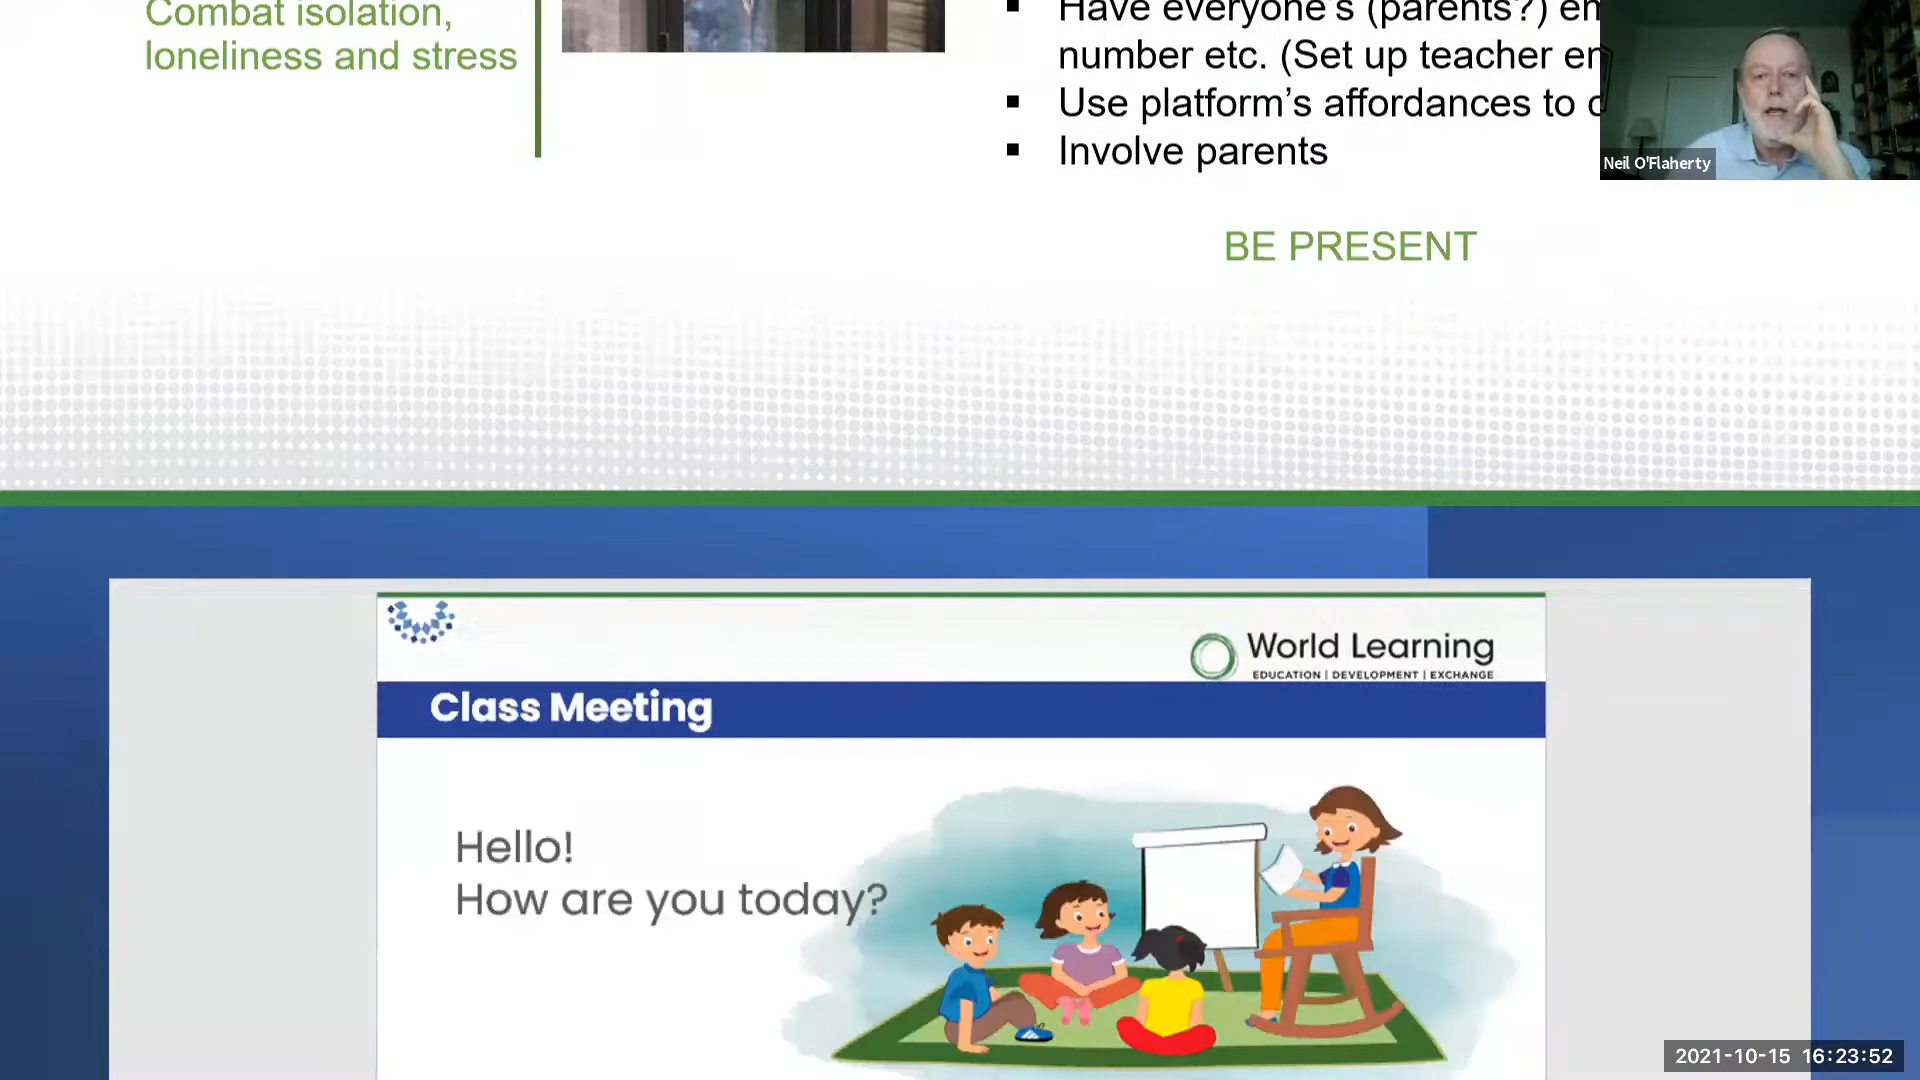 Combat isolation,
loneliness and stress
Have everyone's (parents?)
number etc. (Set up teacher
Use platform's affordances to
Involve parents
Neil O'Flaherty
BE PRESENT
World Learning
EDUCATION | DEVELOPMENT | EXCHANGE
Class Meeting
Hello!
How are you today?
2021-10-15 16:23:52